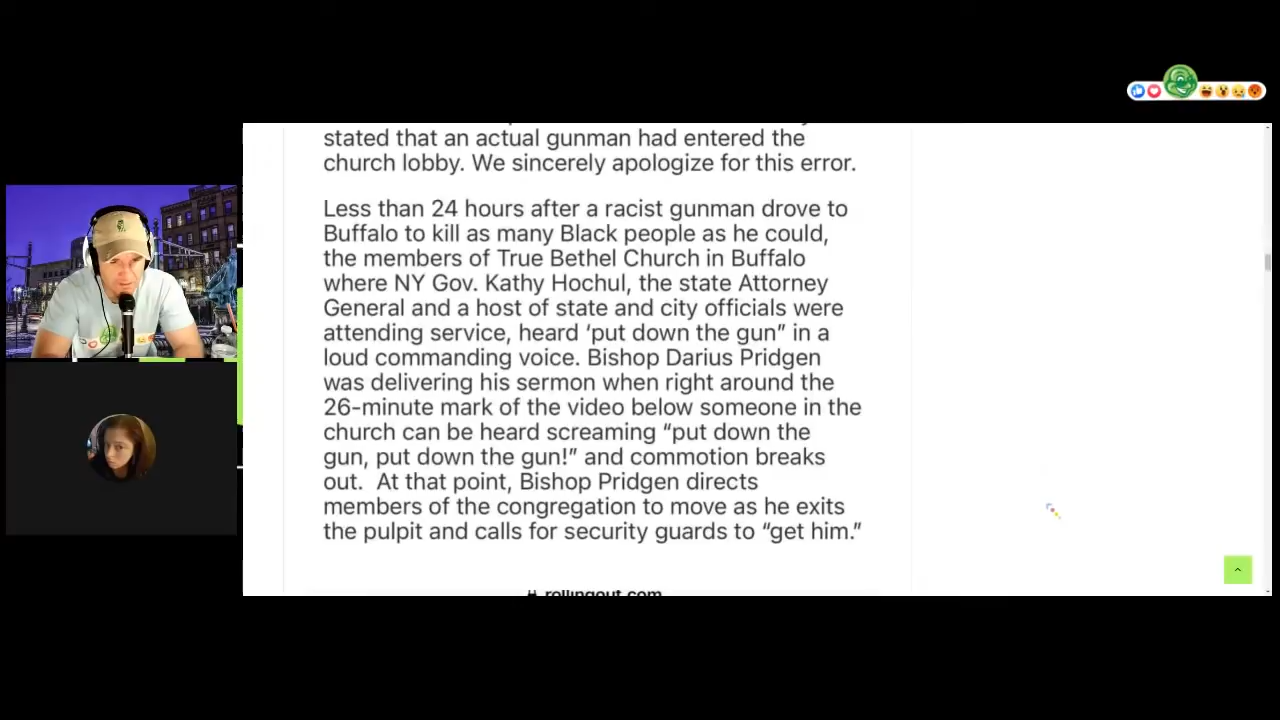 stated that an actual gunman had entered the
church lobby. We sincerely apologize for this error.
Less than 24 hours after a racist gunman drove to
Buffalo to kill as many Black people as he could,
the members of True Bethel Church in Buffalo
where NY Gov. Kathy Hochul, the state Attorney
General and a host of state and city officials were
attending service, heard ‘put down the gun” in a
loud commanding voice. Bishop Darius Pridgen
was delivering his sermon when right around the
26-minute mark of the video below someone in the
church can be heard screaming “put down the
gun, put down the gun!” and commotion breaks
out.  At that point, Bishop Pridgen directs
members of the congregation to move as he exits
the pulpit and calls for security guards to “get him.”
rollingout.com